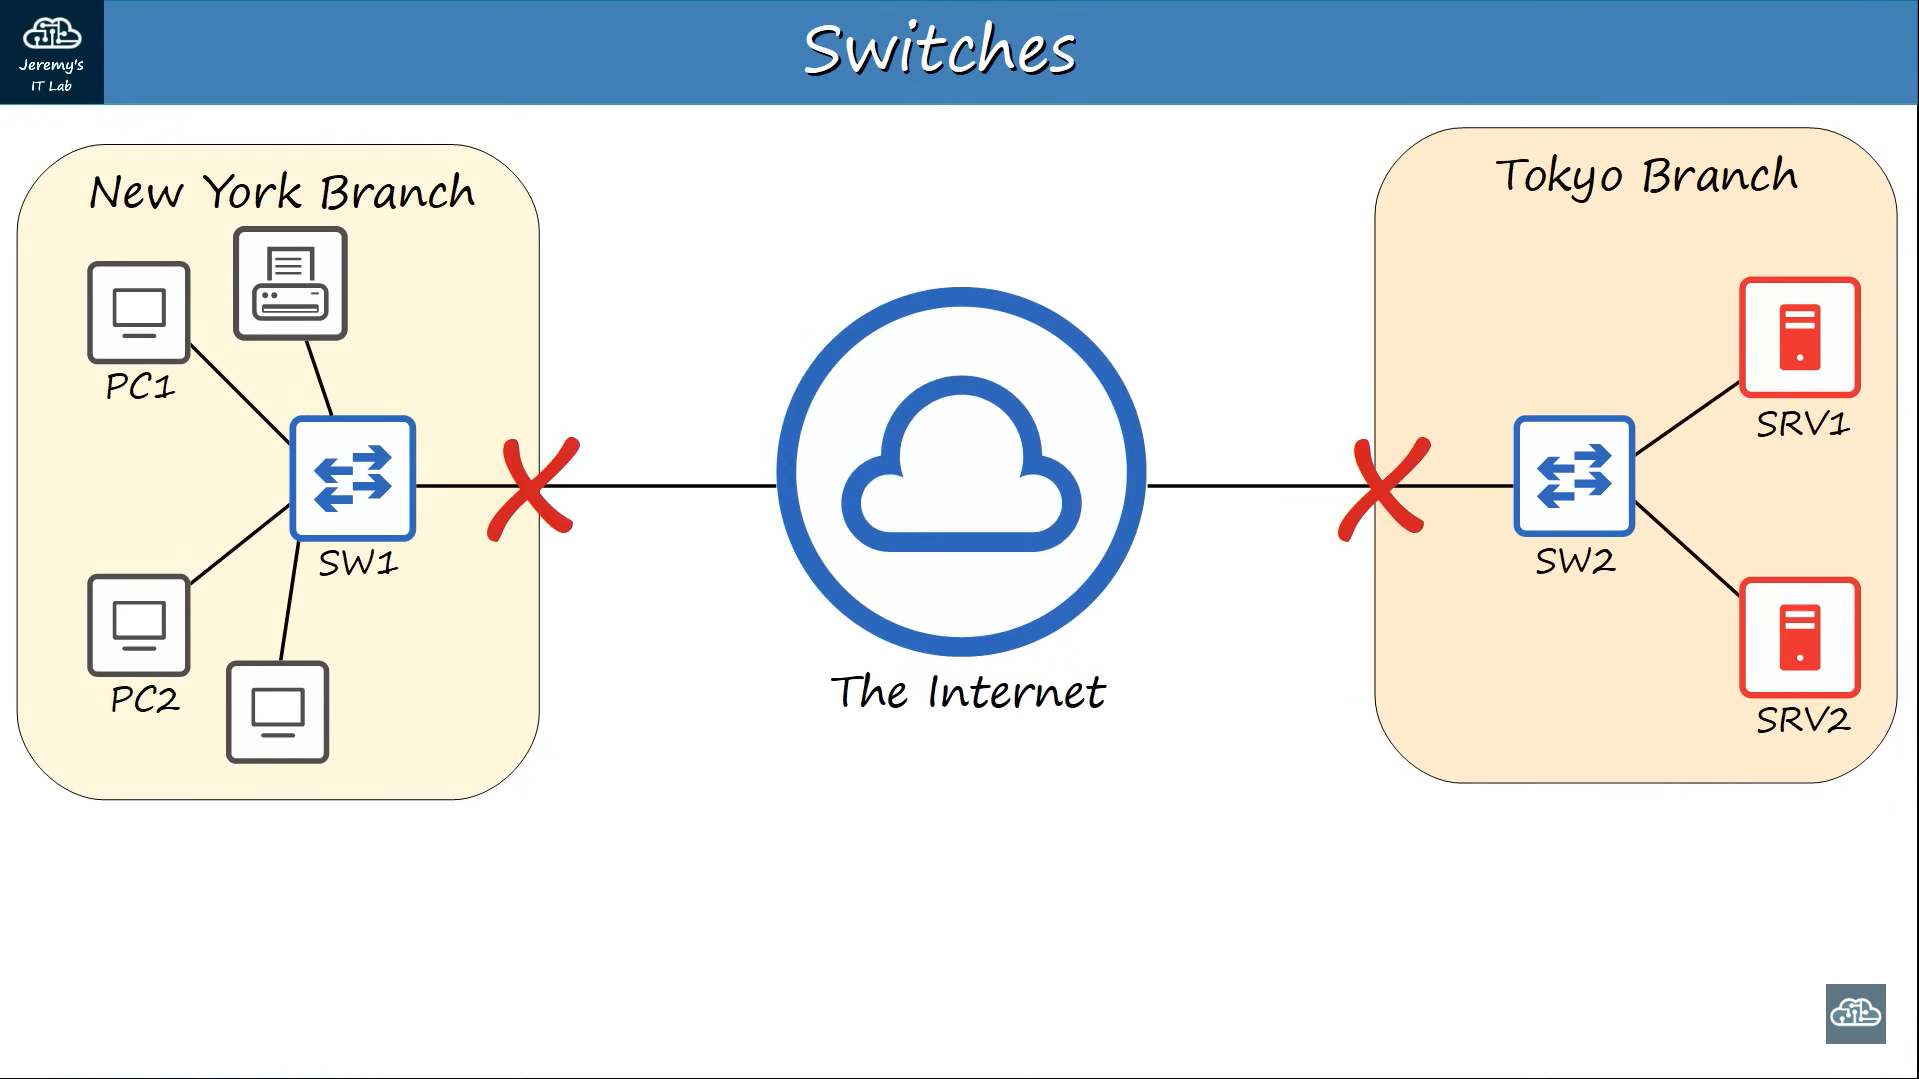 Jeremy's
IT Lab
Switches
New York Branch
PC1
SW1
PC2
The Internet
Tokyo Branch
SRV1
SW2
SRV2